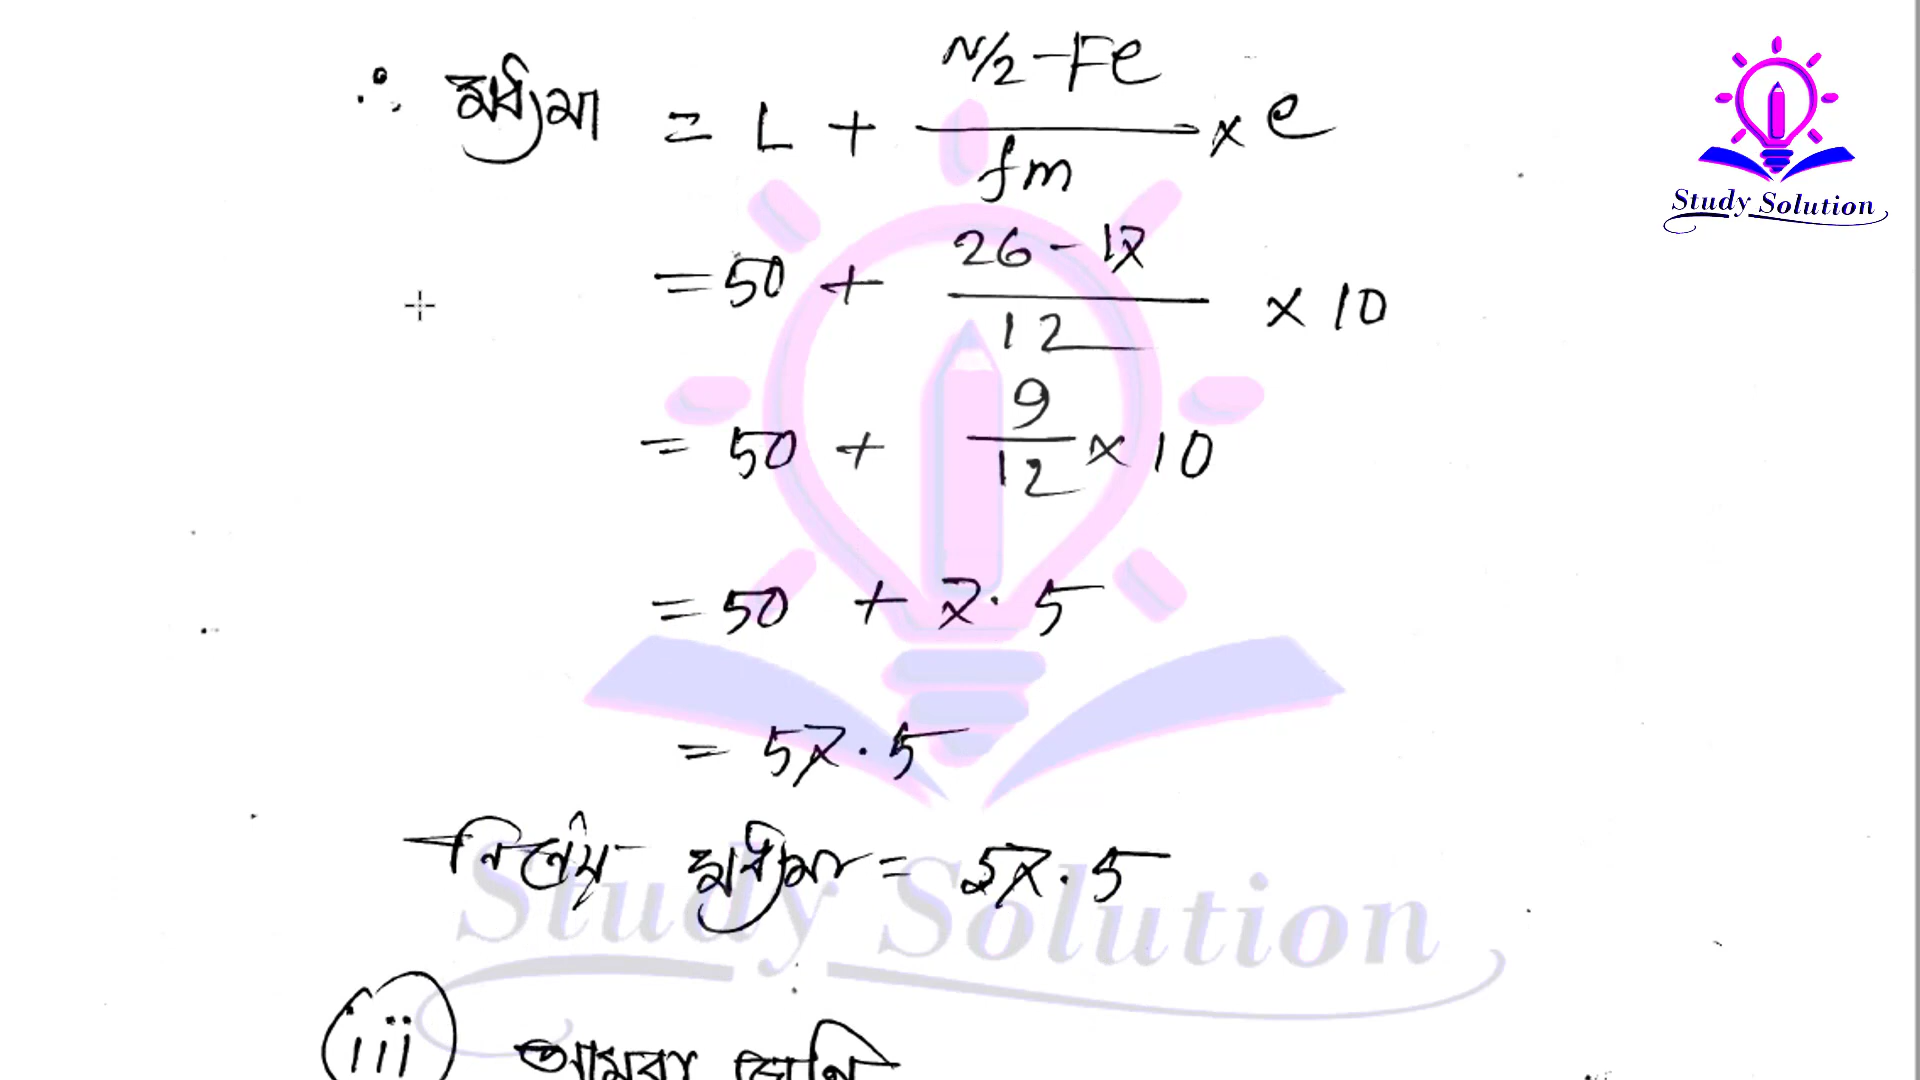 ∴ মধ্যমা = L + (N/2 - Fc)/fm × c
= 50 + (26 - 17)/12 × 10
= 50 + 9/12 × 10
= 50 + 7.5
= 57.5
নির্ণেয় মধ্যমা = 57.5
(iii) আমরা জানি
Study Solution
Study Solution